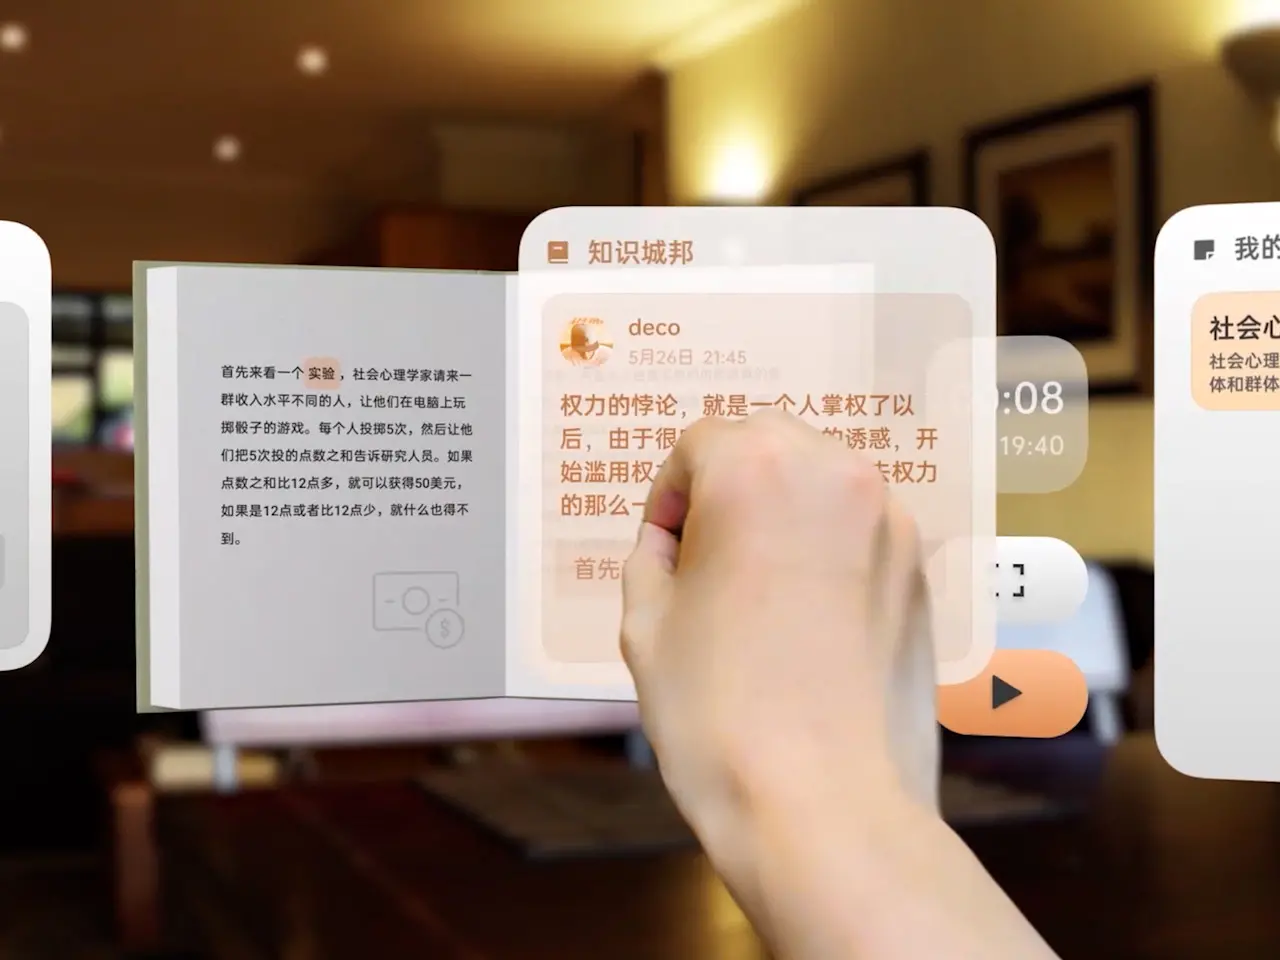 首先来看一个 实验，社会心理学家请来一
群收入水平不同的人，让他们在电脑上玩
掷骰子的游戏。每个人投掷5次，然后让他
们把5次投的点数之和告诉研究人员。如果
点数之和比12点多，就可以获得50美元，
如果是12点或者比12点少，就什么也得不
到。
$
知识城邦
deco
5月26日 21:45
权力的悖论，就是一个人掌权了以
后，由于很 的诱惑，开
始滥用权 去权力
的那么一
首先
:08
19:40
我的
社会心
社会心理
体和群体